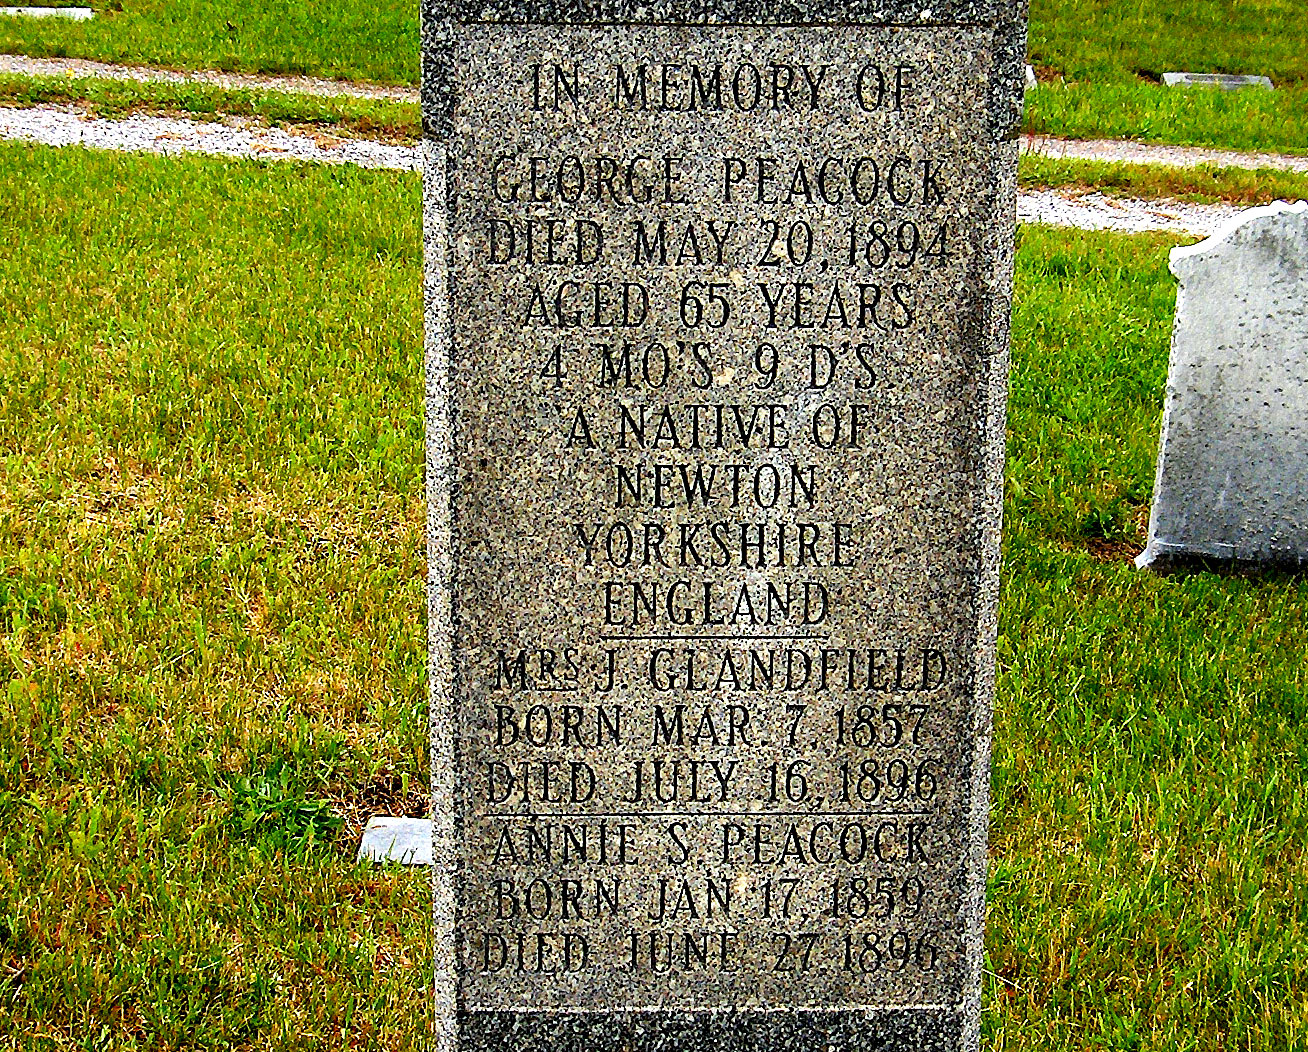 IN MEMORY OF
GEORGE PEACOCK
DIED MAY 20, 1894
AGED 65 YEARS
4 MO'S. 9 D'S.
A NATIVE OF
NEWTON
YORKSHIRE
ENGLAND
MRS J. GLANDFIELD
BORN MAR. 7, 1857
DIED JULY 16, 1896
ANNIE S. PEACOCK
BORN JAN 17, 1859
DIED JUNE 27, 1896